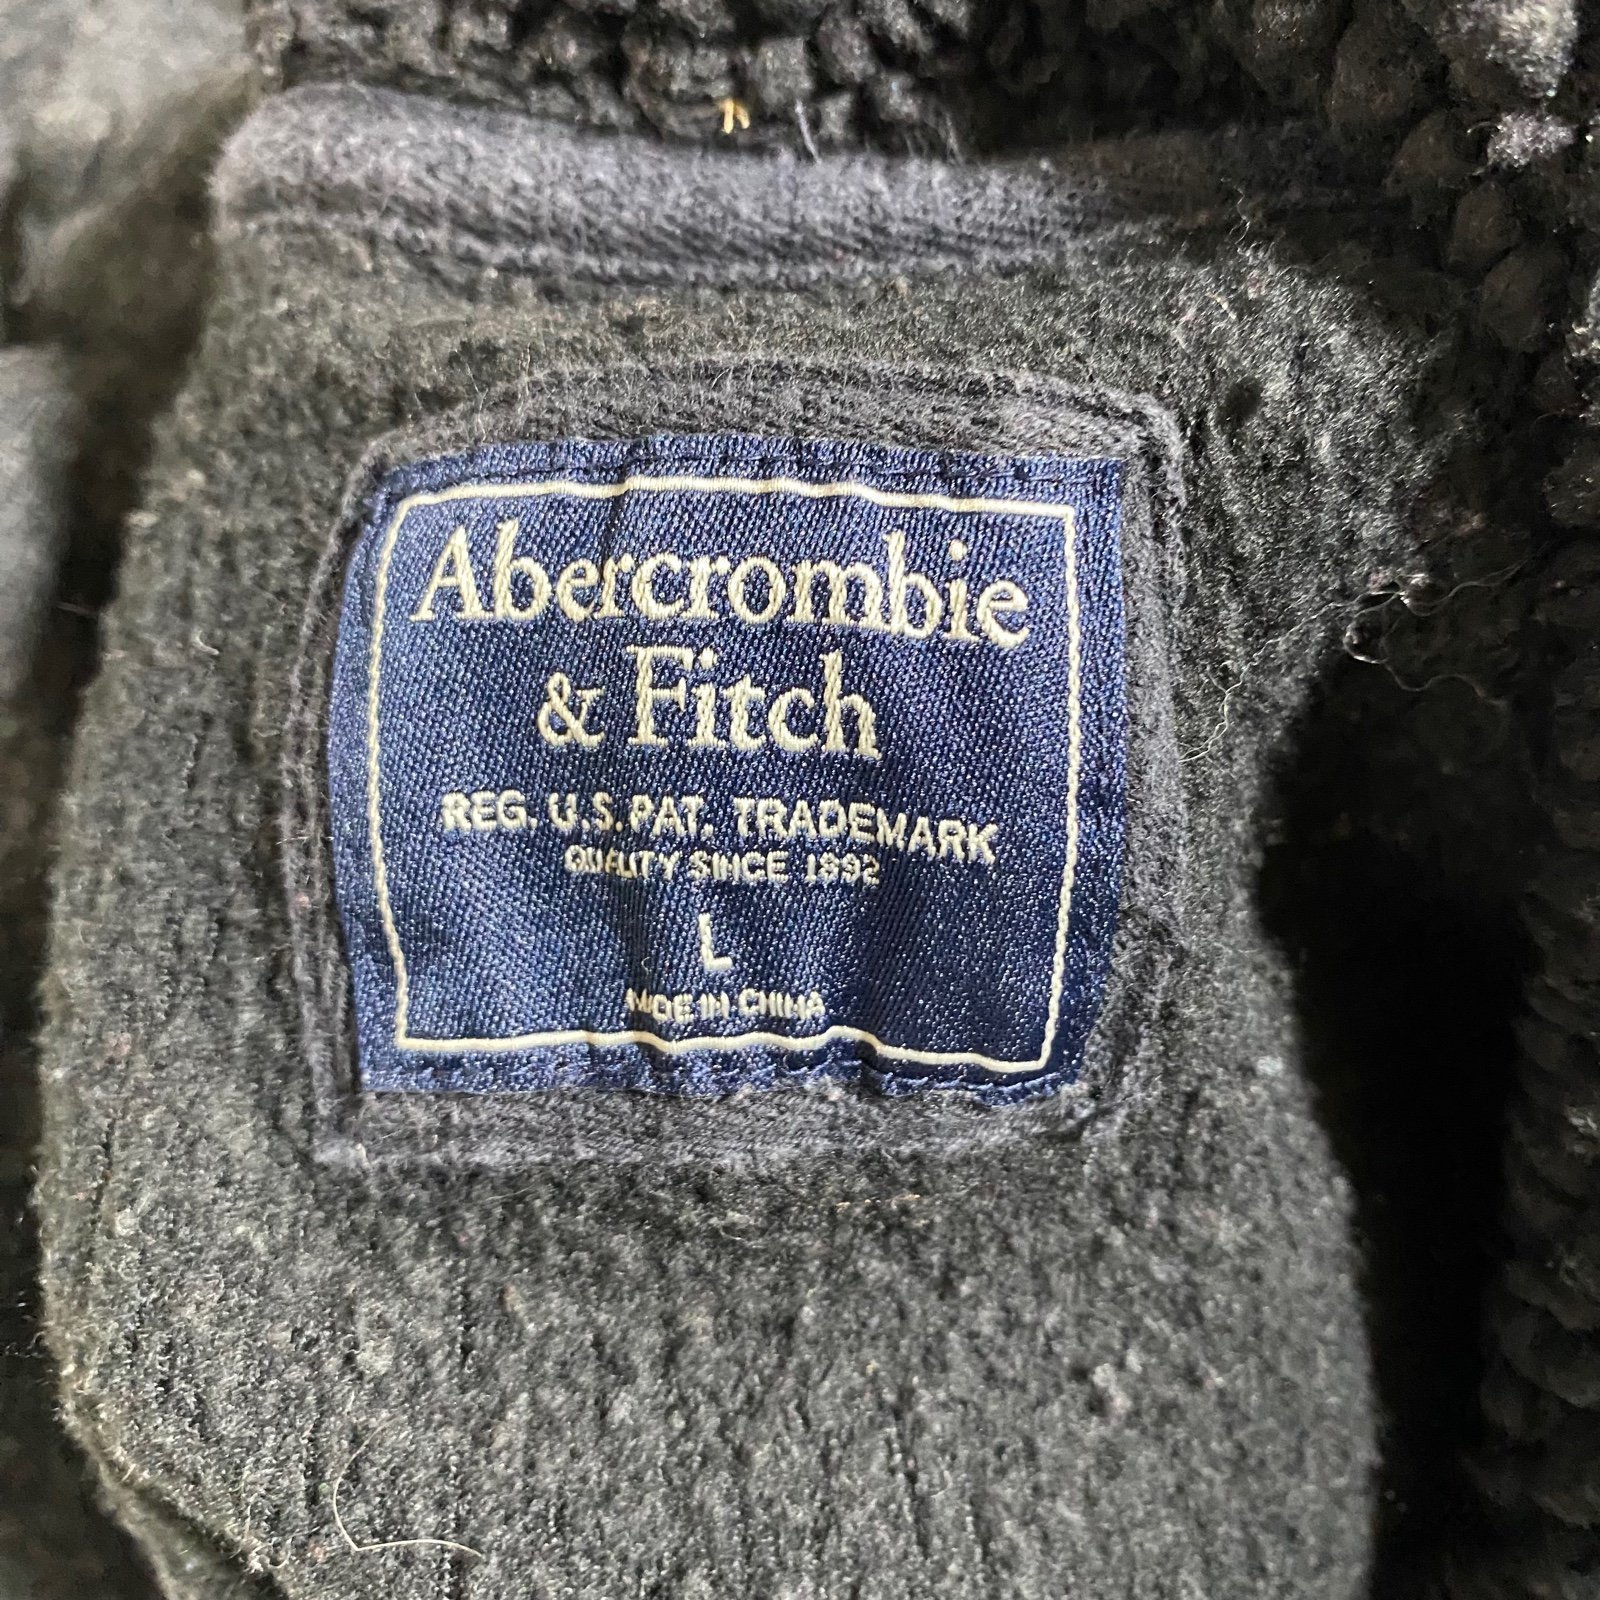 Abercrombie
& Fitch
REG. U.S. PAT. TRADEMARK
QUALITY SINCE 1892
L
MADE IN CHINA